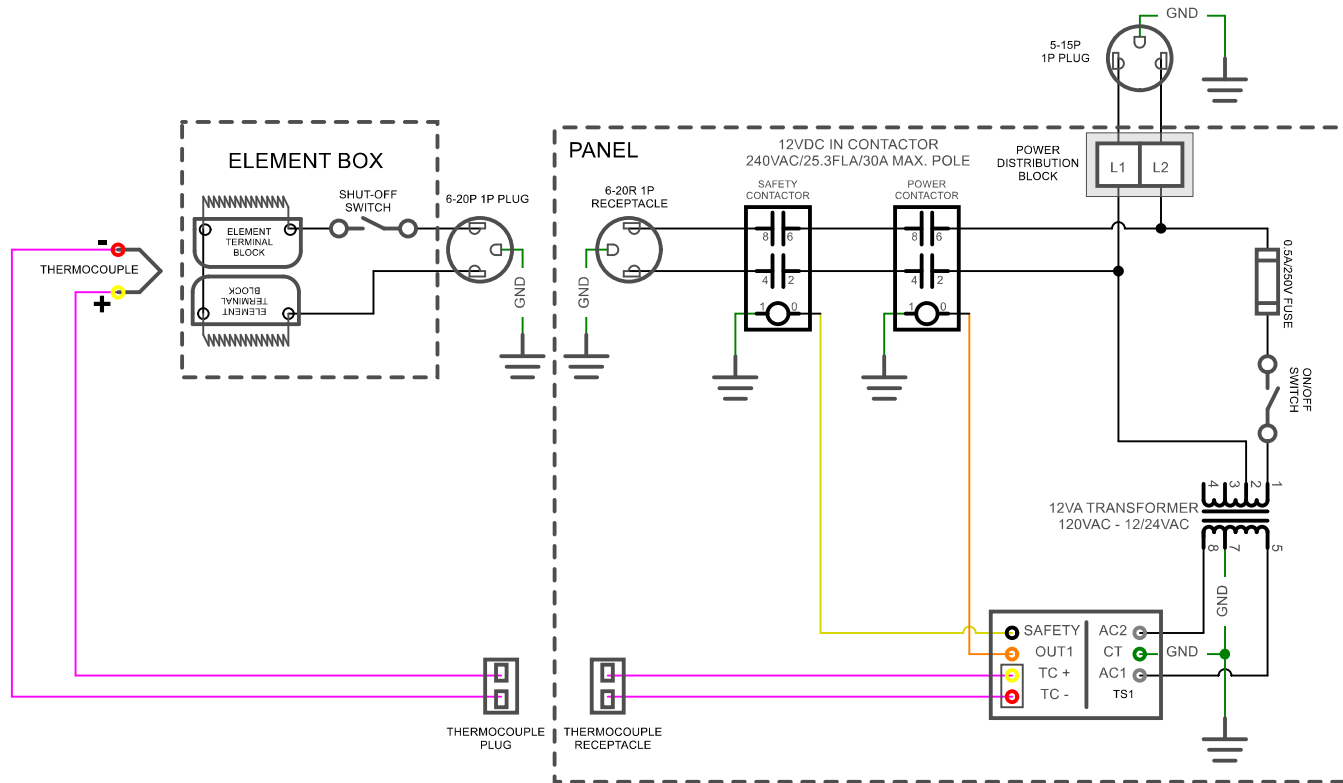 GND
5-15P
1P PLUG
ELEMENT BOX
PANEL
12VDC IN CONTACTOR
240VAC/25.3FLA/30A MAX. POLE
POWER
DISTRIBUTION
BLOCK
L1
L2
SHUT-OFF
SWITCH
6-20P 1P PLUG
6-20R 1P
RECEPTACLE
SAFETY
CONTACTOR
POWER
CONTACTOR
ELEMENT
TERMINAL
BLOCK
8
6
8
6
-
THERMOCOUPLE
+
4
2
4
2
0.5A/250V FUSE
ELEMENT
TERMINAL
BLOCK
GND
GND
1
0
1
0
ON/OFF
SWITCH
4
3
2
1
12VA TRANSFORMER
120VAC - 12/24VAC
8
7
5
GND
SAFETY
AC2
OUT1
CT
GND
TC +
AC1
TC -
TS1
THERMOCOUPLE
PLUG
THERMOCOUPLE
RECEPTACLE